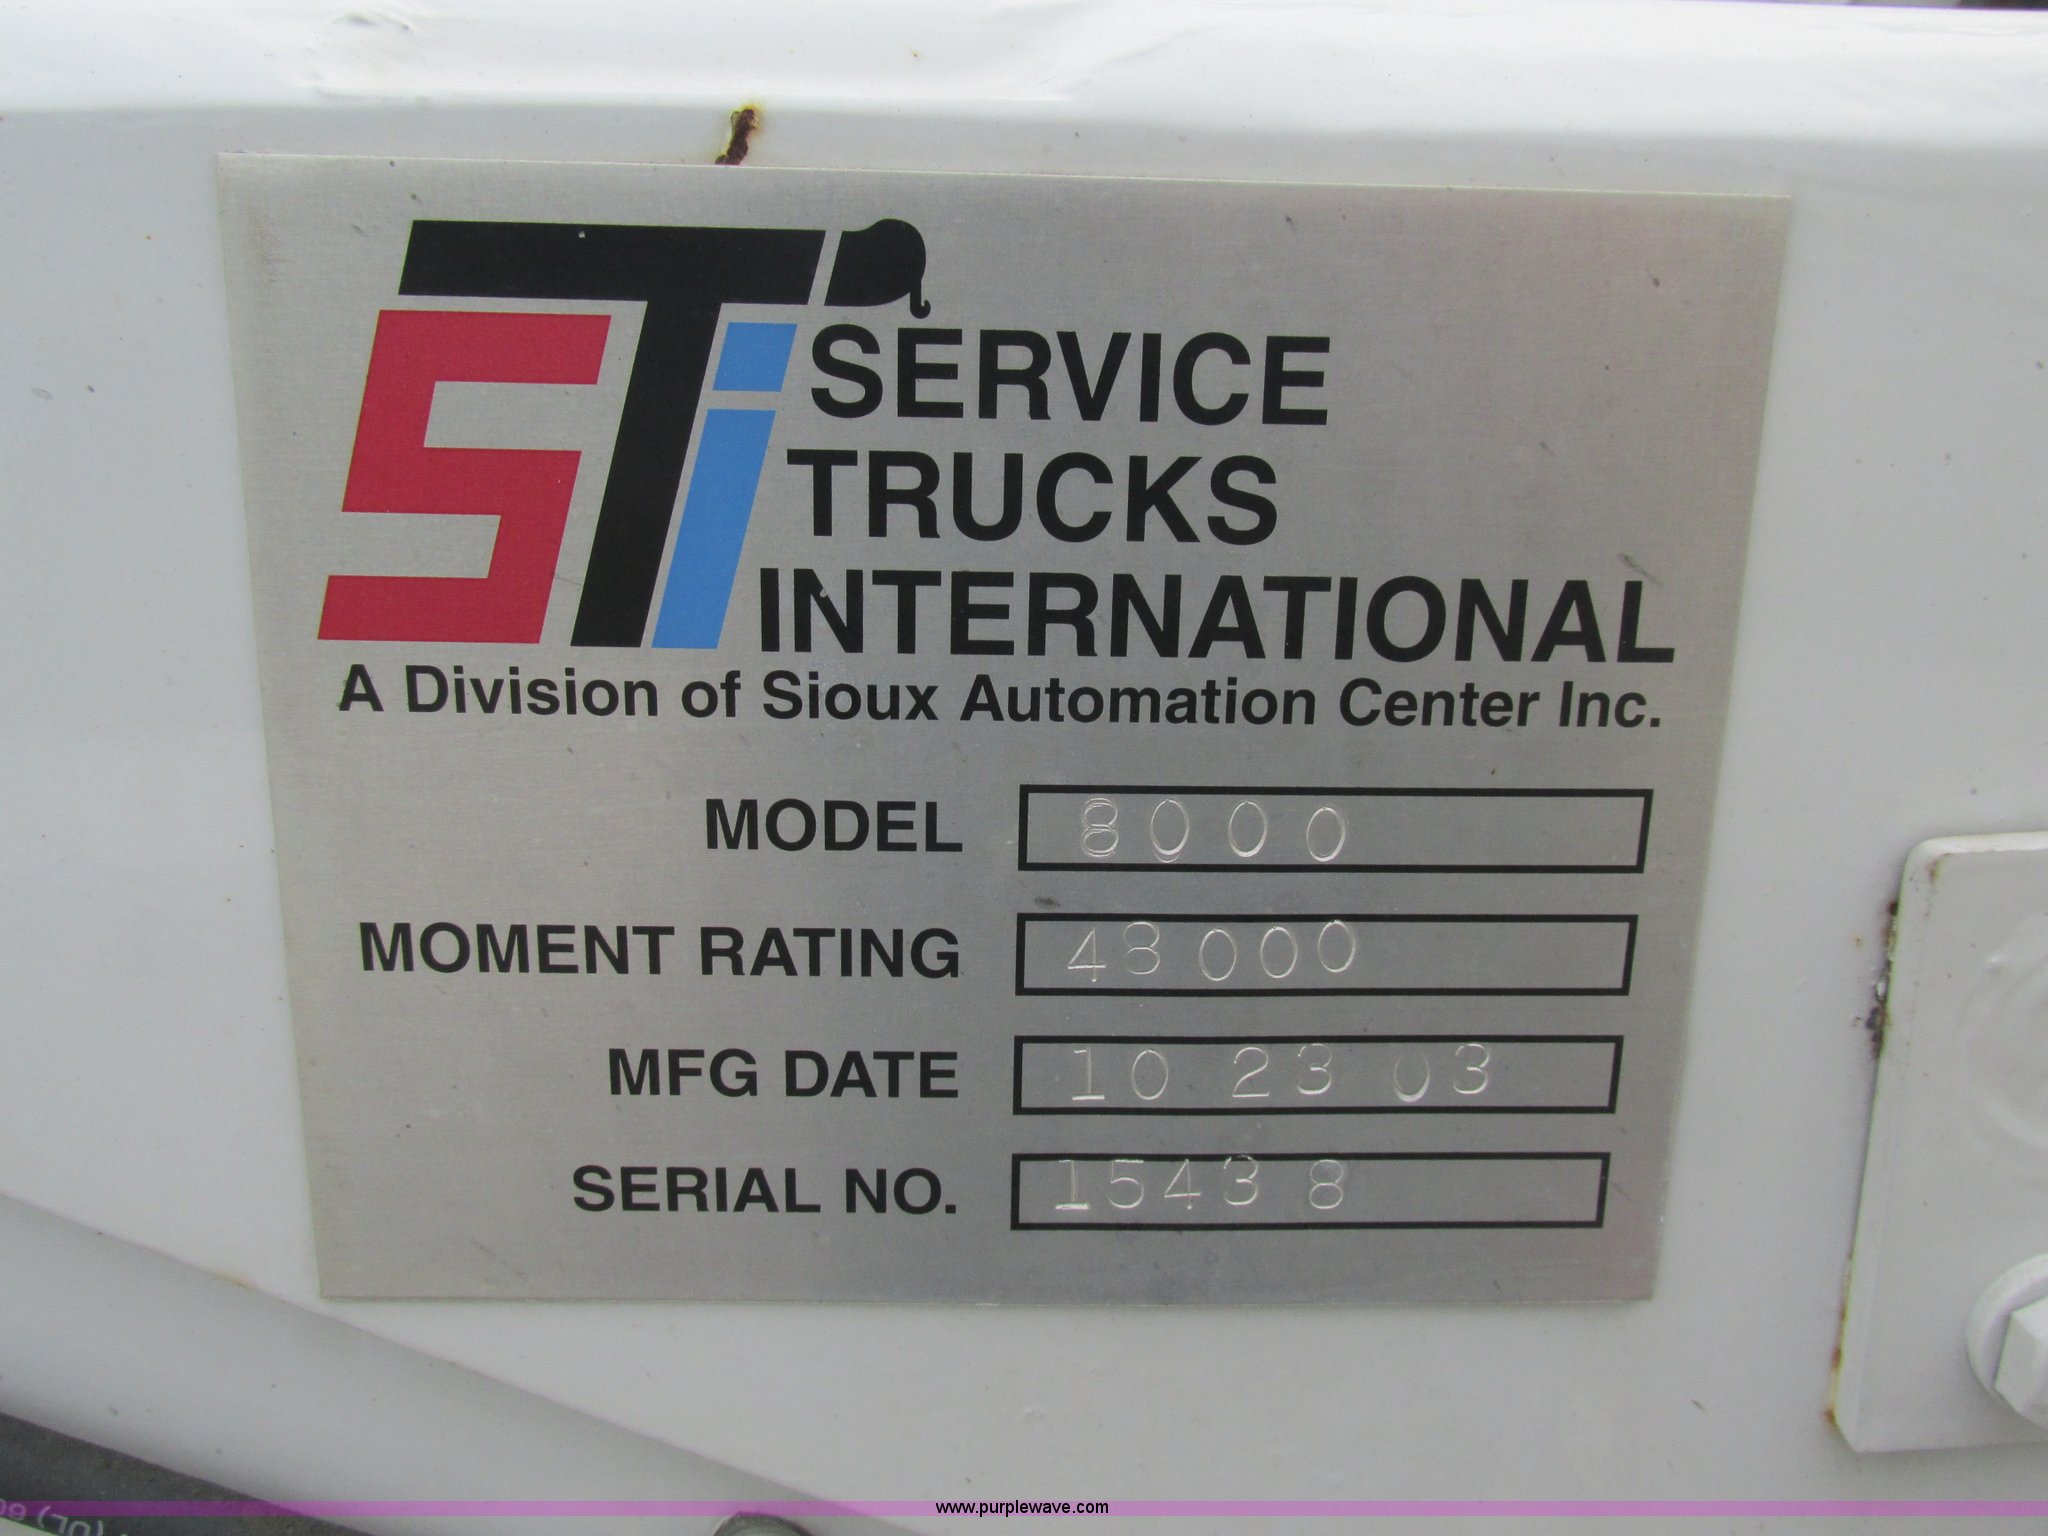 STi SERVICE
TRUCKS
INTERNATIONAL
A Division of Sioux Automation Center Inc.
MODEL 8000
MOMENT RATING 48000
MFG DATE 10 23 03
SERIAL NO. 15438
(UL)
www.purplewave.com